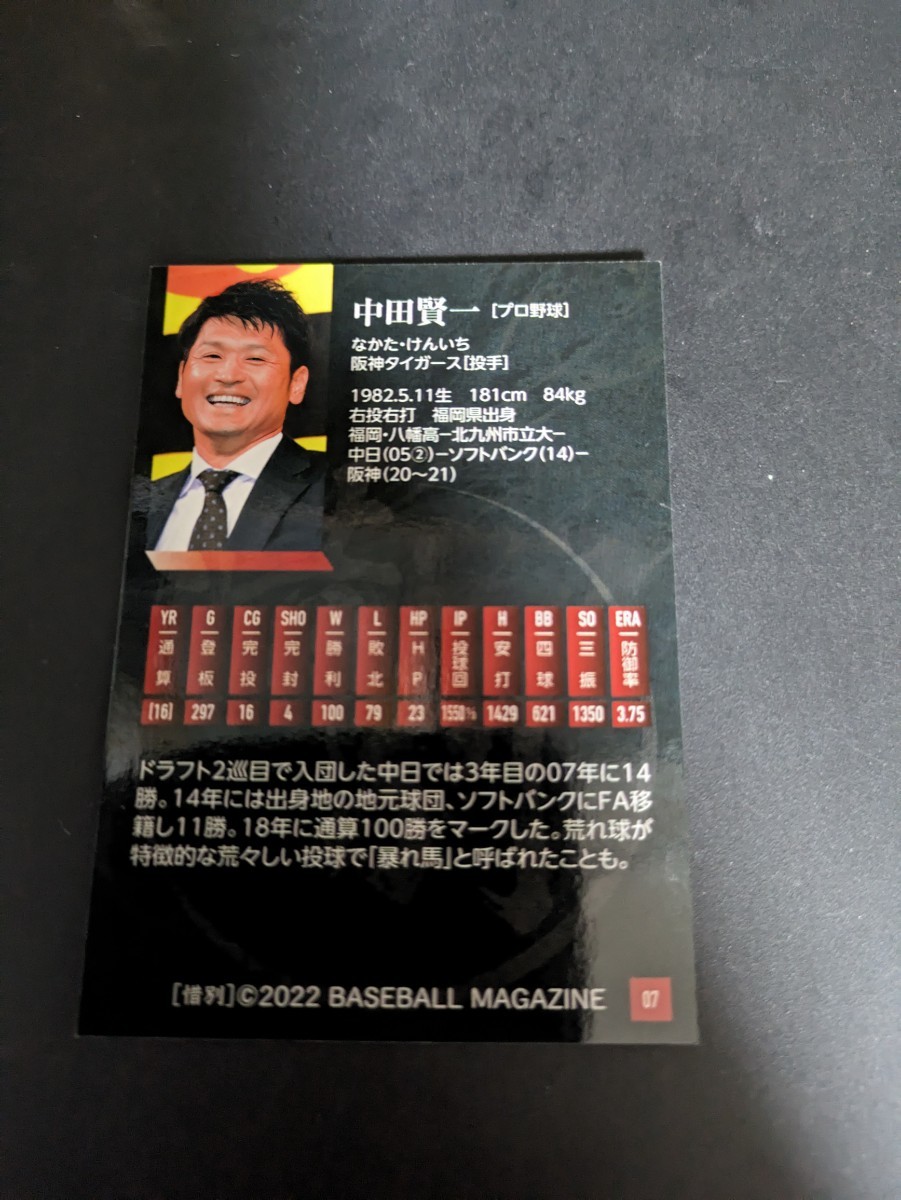 中田賢一 [プロ野球]
なかた・けんいち
阪神タイガース[投手]
1982.5.11生 181cm 84kg
右投右打 福岡県出身
福岡・八幡高ー北九州市立大ー
中日(05②)ーソフトバンク(14)ー
阪神(20〜21)
YR G CG SHO W L HP IP H BB SO ERA
通算 登板 完投 完封 勝利 敗北 HP 投球回 安打 四球 三振 防御率
(16) 297 16 4 100 79 23 1550⅓ 1429 621 1350 3.75
ドラフト2巡目で入団した中日では3年目の07年に14
勝。14年には出身地の地元球団、ソフトバンクにFA移
籍し11勝。18年に通算100勝をマークした。荒れ球が
特徴的な荒々しい投球で「暴れ馬」と呼ばれたことも。
[惜別]©2022 BASEBALL MAGAZINE 07